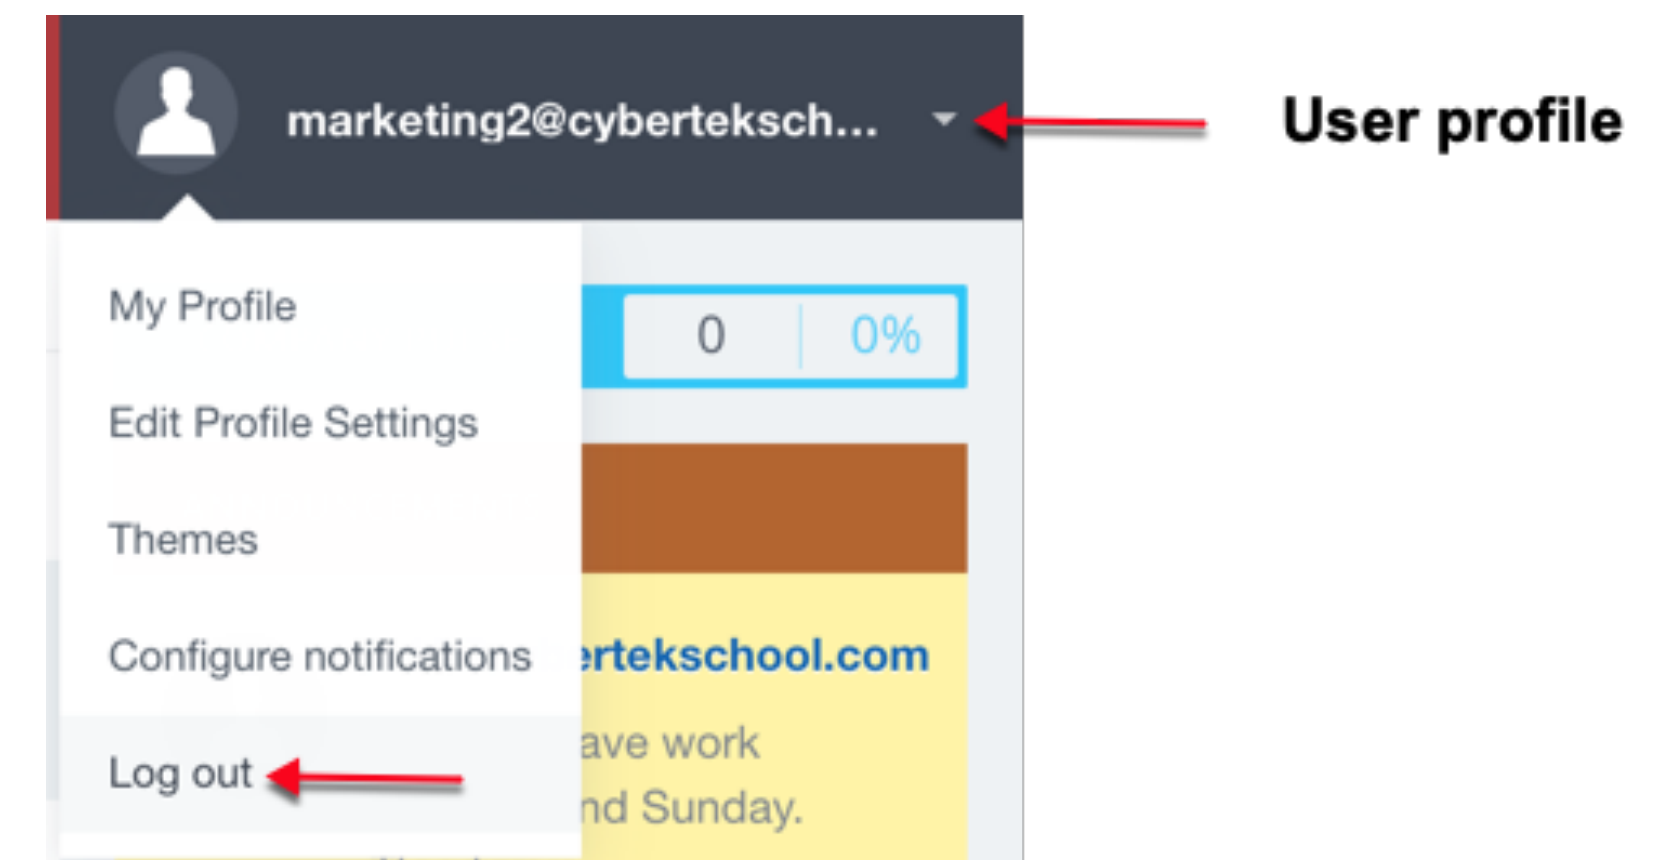 marketing2@cyberteksch...
User profile
My Profile
0 0%
Edit Profile Settings
Themes
Configure notifications
ertekschool.com
ave work
Log out
nd Sunday.